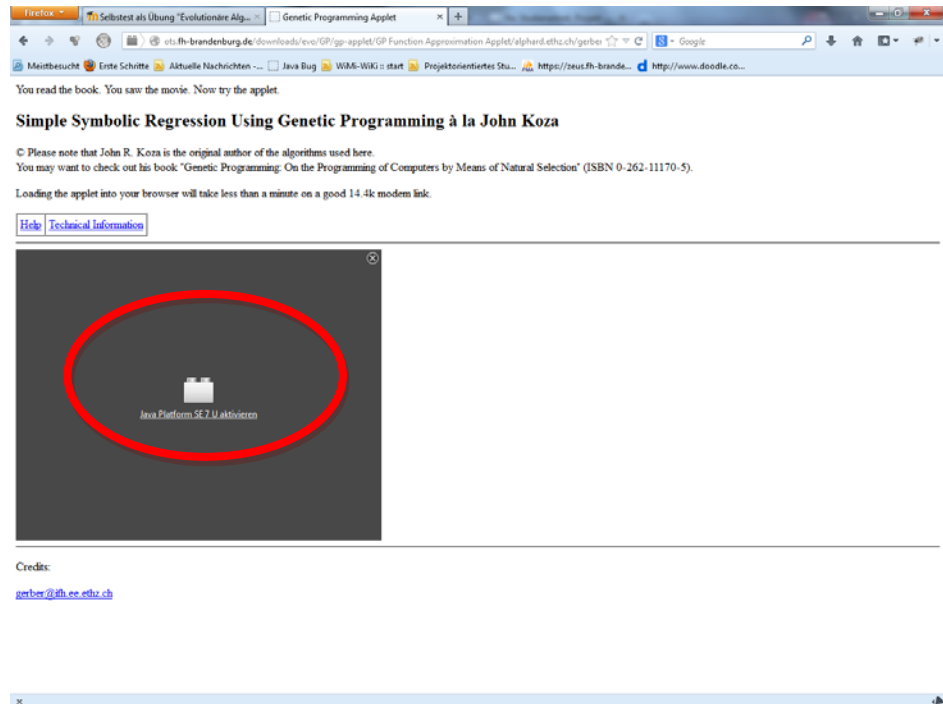 Firefox
Selbstest als Übung "Evolutionäre Alg...
Genetic Programming Applet
ots.fh-brandenburg.de/downloads/evo/GP/gp-applet/GP Function Approximation Applet/alphard.ethz.ch/gerber
Google
Meistbesucht Erste Schritte Aktuelle Nachrichten -... Java Bug WiMi-WiKi :: start Projektorientiertes Stu... https://zeus.fh-brande... http://www.doodle.co...
You read the book. You saw the movie. Now try the applet.
Simple Symbolic Regression Using Genetic Programming à la John Koza
© Please note that John R. Koza is the original author of the algorithms used here.
You may want to check out his book "Genetic Programming: On the Programming of Computers by Means of Natural Selection" (ISBN 0-262-11170-5).
Loading the applet into your browser will take less than a minute on a good 14.4k modem link.
Help Technical Information
Java Platform SE 7 U aktivieren
Credits:
gerber@ifh.ee.ethz.ch